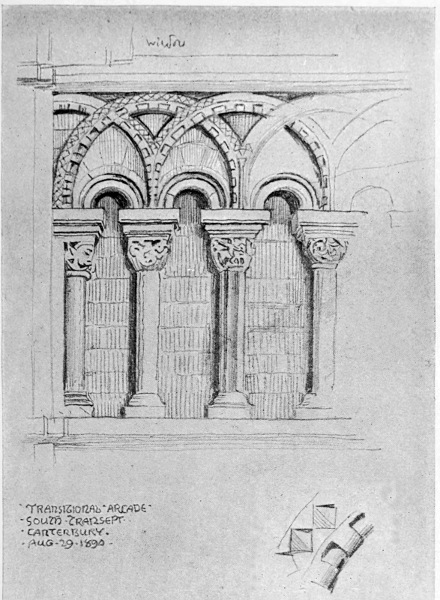 window
TRANSITIONAL · ARCADE
- SOUTH · TRANSEPT
· CANTERBURY ·
· AUG · 29 · 1890 ·